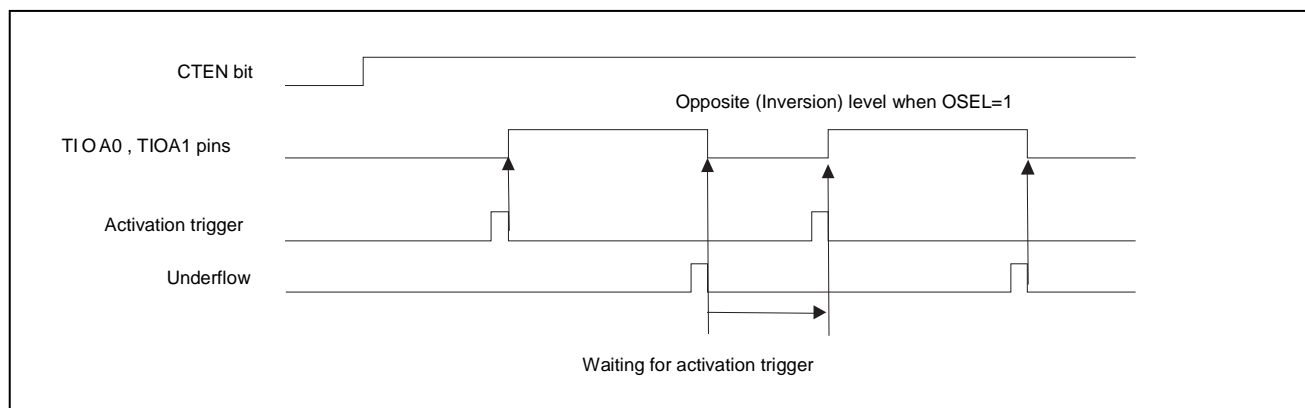 CTEN bit
Opposite (Inversion) level when OSEL=1
TI O A0 , TIOA1 pins
Activation trigger
Underflow
Waiting for activation trigger